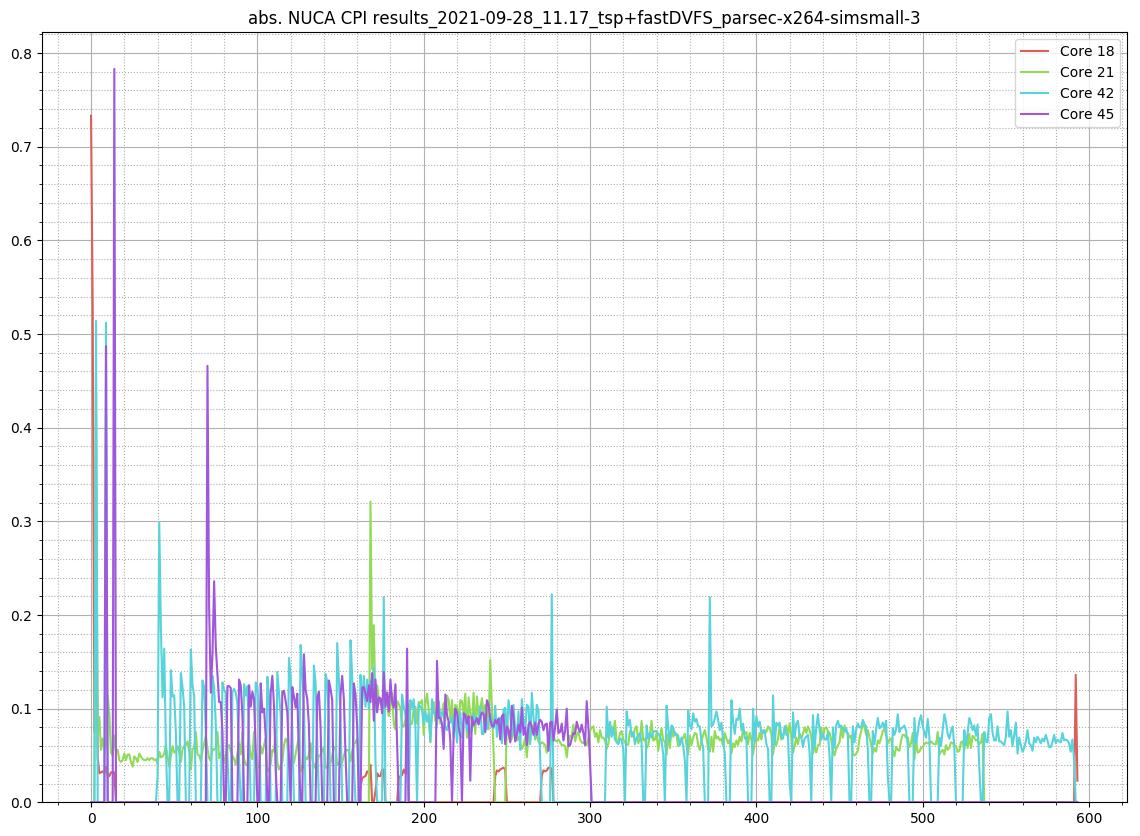 abs. NUCA CPI results_2021-09-28_11.17_tsp+fastDVFS_parsec-x264-simsmall-3
Core 18
Core 21
Core 42
Core 45
0.8
0.7
0.6
0.5
0.4
0.3
0.2
0.1
0.0
0 100 200 300 400 500 600